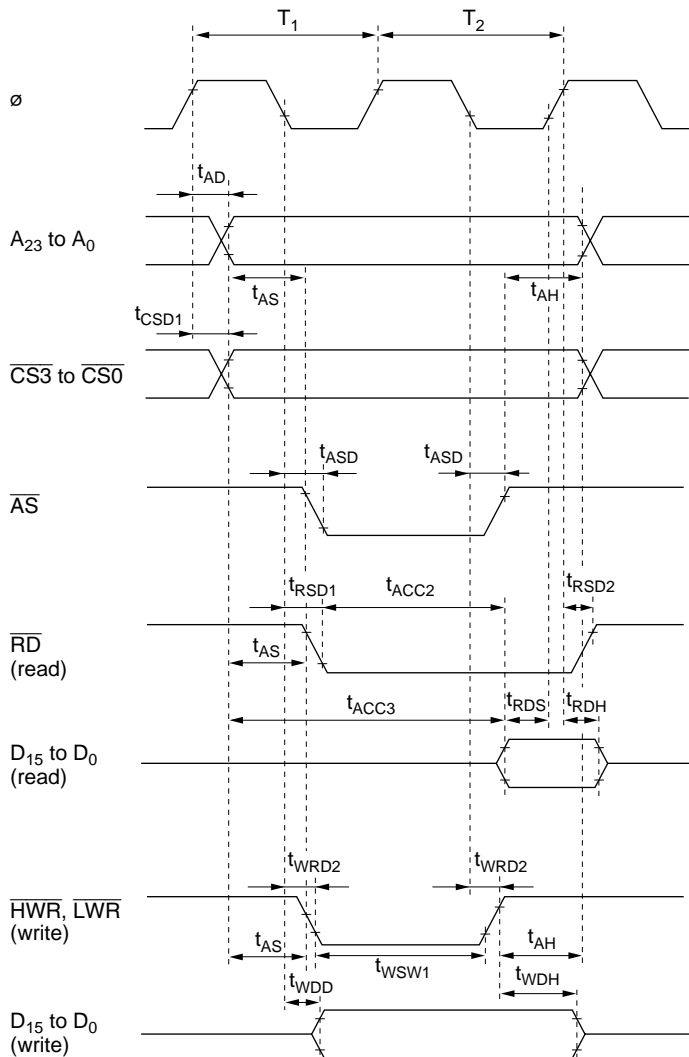 T1 T2
ø
tAD
A23 to A0
tAS tAH
tCSD1
CS3 to CS0
tASD tASD
AS
tRSD1 tACC2 tRSD2
RD
(read)
tAS
tACC3 tRDS tRDH
D15 to D0
(read)
tWRD2 tWRD2
HWR, LWR
(write)
tAS tWSW1 tAH
tWDD tWDH
D15 to D0
(write)